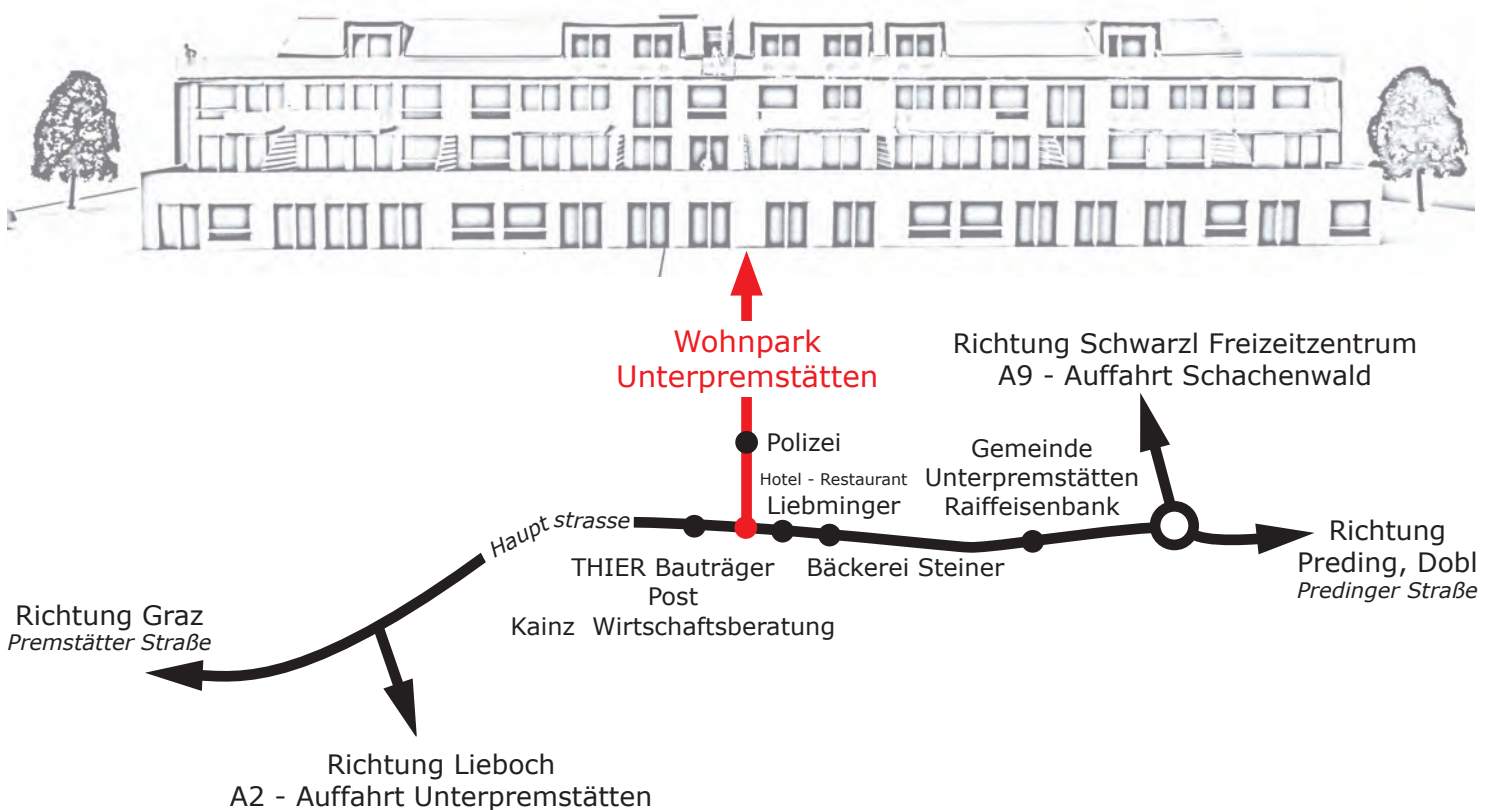 Wohnpark
Unterpremstätten
Richtung Schwarzl Freizeitzentrum
A9 - Auffahrt Schachenwald
Polizei
Hotel - Restaurant
Liebminger
Gemeinde
Unterpremstätten
Raiffeisenbank
Haupt strasse
THIER Bauträger
Post
Kainz Wirtschaftsberatung
Bäckerei Steiner
Richtung
Preding, Dobl
Predinger Straße
Richtung Graz
Premstätter Straße
Richtung Lieboch
A2 - Auffahrt Unterpremstätten